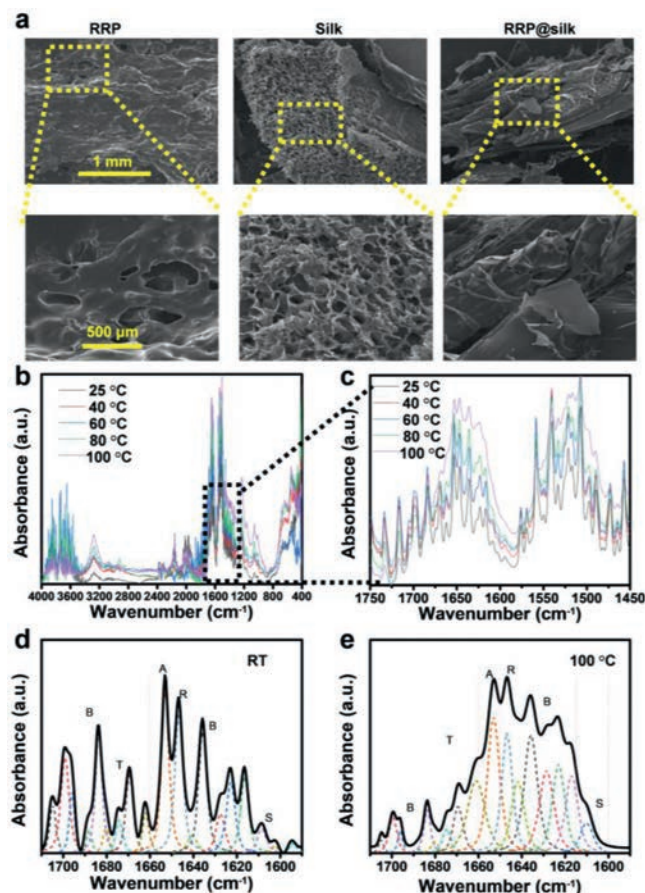 a
RRP Silk RRP@silk
1 mm
500 µm
b c
25 °C
40 °C
60 °C
80 °C
100 °C
25 °C
40 °C
60 °C
80 °C
100 °C
Absorbance (a.u.)
Absorbance (a.u.)
4000 3600 2800 2400 1600 1200 800 400
1750 1700 1650 1600 1550 1500 1450
Wavenumber (cm-1)
Wavenumber (cm-1)
d RT
A
R
B
B
T
S
e 100 °C
A
R
B
T
B
S
Absorbance (a.u.)
Absorbance (a.u.)
1700 1680 1660 1640 1620 1600
1700 1680 1660 1640 1620 1600
Wavenumber (cm-1)
Wavenumber (cm-1)